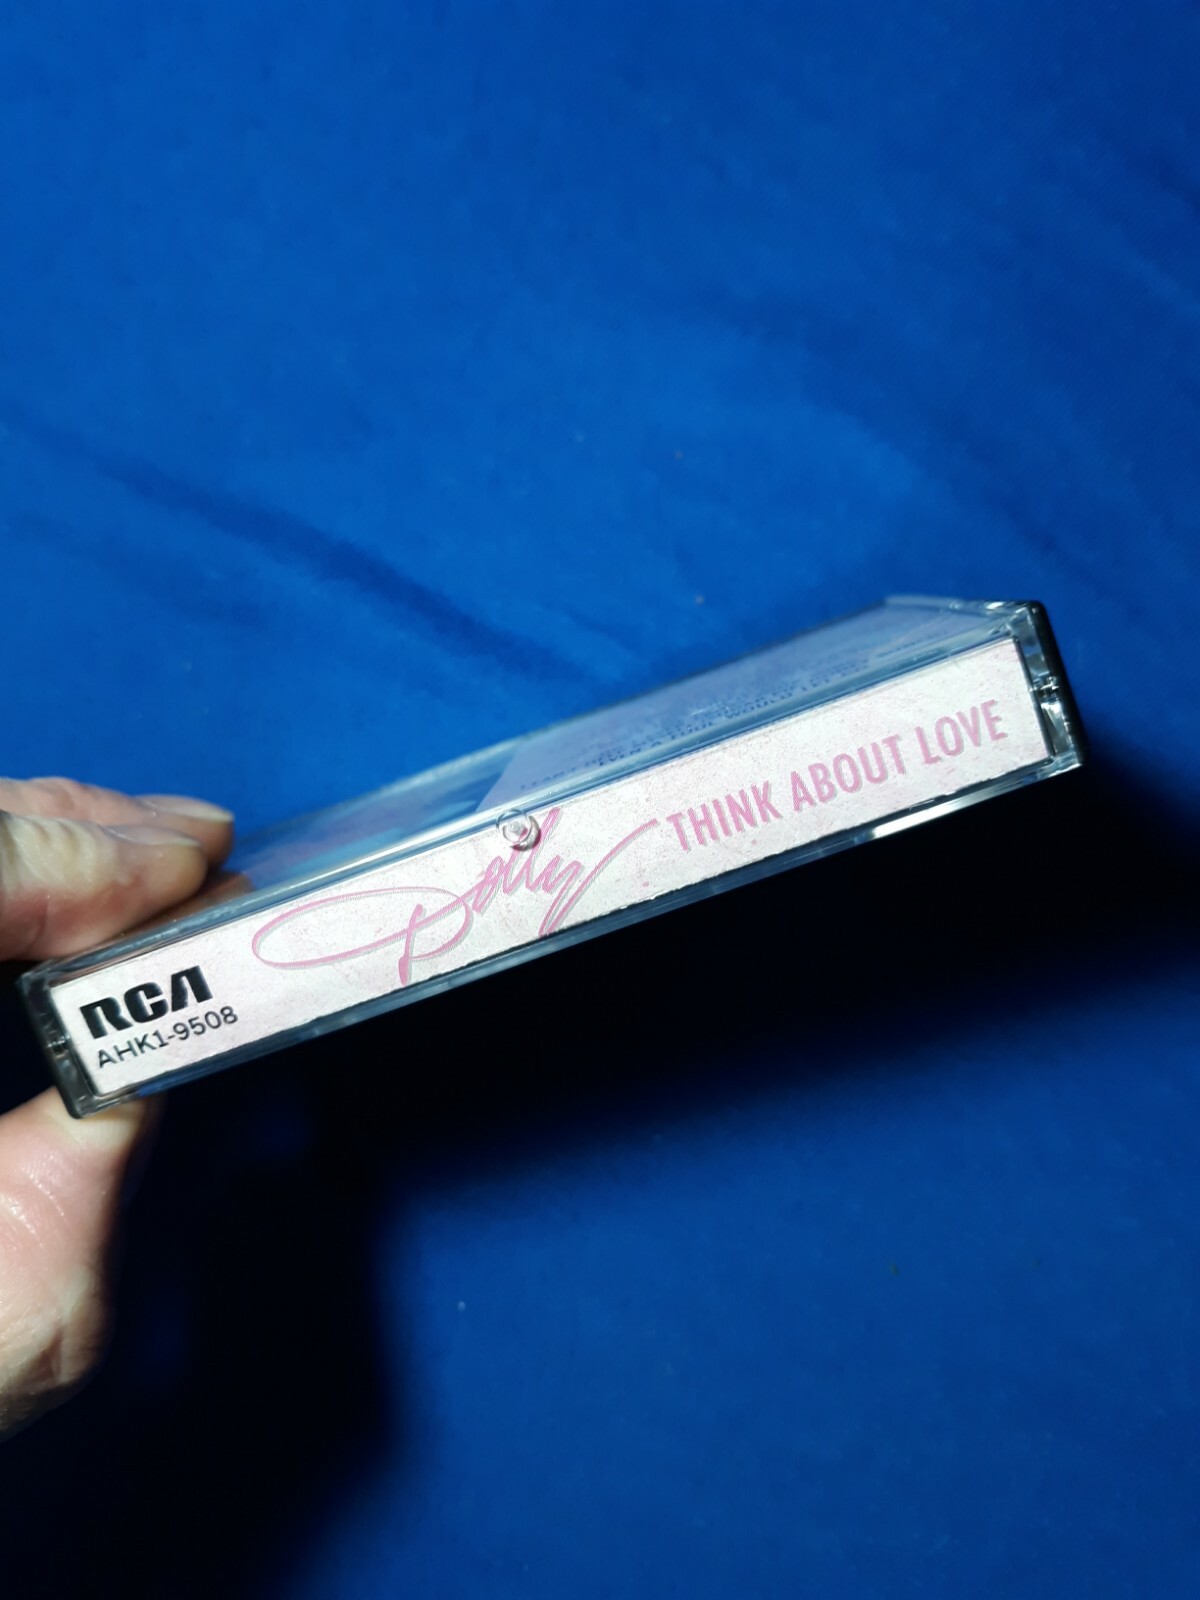 RCA
AHK1-9508
Dolly THINK ABOUT LOVE